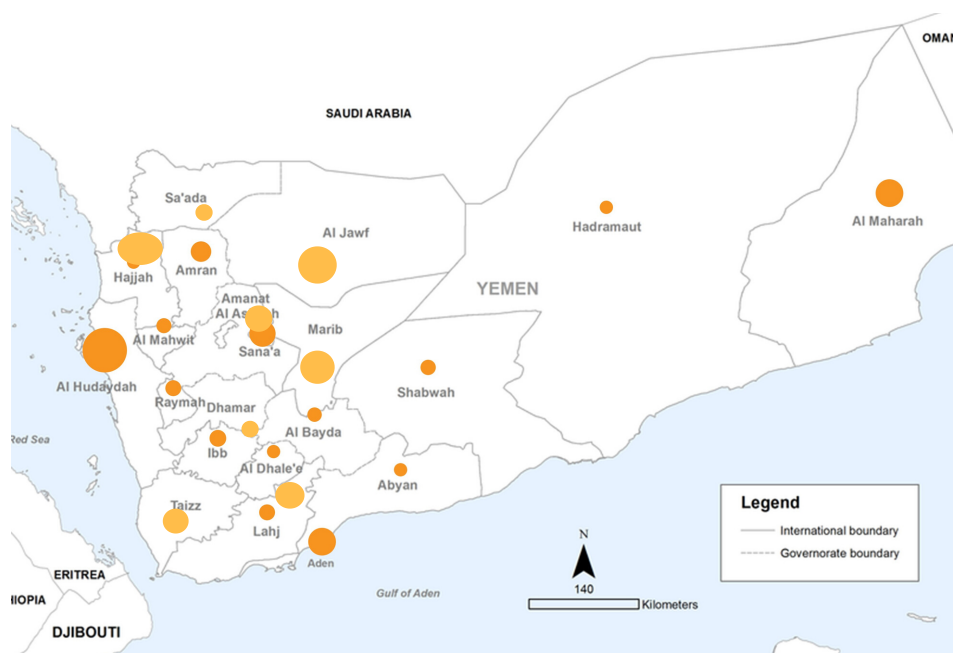 OMAN
SAUDI ARABIA
Sa'ada
Al Maharah
Hadramaut
Al Jawf
Hajjah
Amran
YEMEN
Amanat
Al
Marib
Al Mahwit
Sana'a
Al Hudaydah
Shabwah
Raymah
Dhamar
Al Bayda
Red Sea
Ibb
Al Dhale'e
Abyan
Taizz
Lahj
Aden
Legend
International boundary
Governorate boundary
N
140
Kilometers
Gulf of Aden
ERITREA
HIOPIA
DJIBOUTI